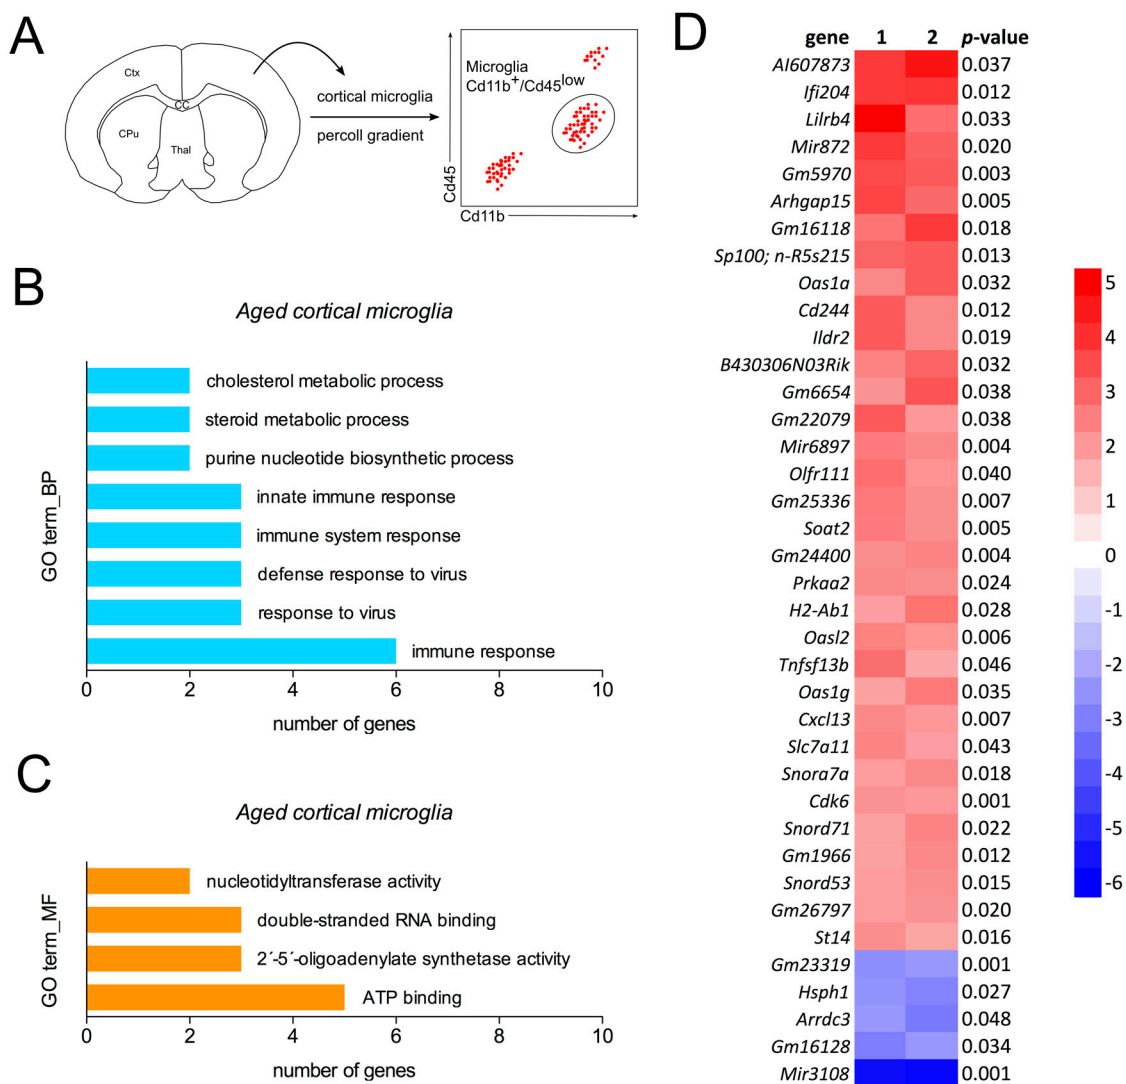 A
Ctx
CC
CPu
Thal
cortical microglia
percoll gradient
Microglia
Cd11b+/Cd45low
Cd45
Cd11b
B
Aged cortical microglia
GO term_BP
cholesterol metabolic process
steroid metabolic process
purine nucleotide biosynthetic process
innate immune response
immune system response
defense response to virus
response to virus
immune response
0 2 4 6 8 10
number of genes
C
Aged cortical microglia
GO term_MF
nucleotidyltransferase activity
double-stranded RNA binding
2´-5´-oligoadenylate synthetase activity
ATP binding
0 2 4 6 8 10
number of genes
D
gene 1 2 p-value
AI607873 0.037
Ifi204 0.012
Lilrb4 0.033
Mir872 0.020
Gm5970 0.003
Arhgap15 0.005
Gm16118 0.018
Sp100; n-R5s215 0.013
Oas1a 0.032
Cd244 0.012
Ildr2 0.019
B430306N03Rik 0.032
Gm6654 0.038
Gm22079 0.038
Mir6897 0.004
Olfr111 0.040
Gm25336 0.007
Soat2 0.005
Gm24400 0.004
Prkaa2 0.024
H2-Ab1 0.028
Oasl2 0.006
Tnfsf13b 0.046
Oas1g 0.035
Cxcl13 0.007
Slc7a11 0.043
Snora7a 0.018
Cdk6 0.001
Snord71 0.022
Gm1966 0.012
Snord53 0.015
Gm26797 0.020
St14 0.016
Gm23319 0.001
Hsph1 0.027
Arrdc3 0.048
Gm16128 0.034
Mir3108 0.001
5
4
3
2
1
0
-1
-2
-3
-4
-5
-6